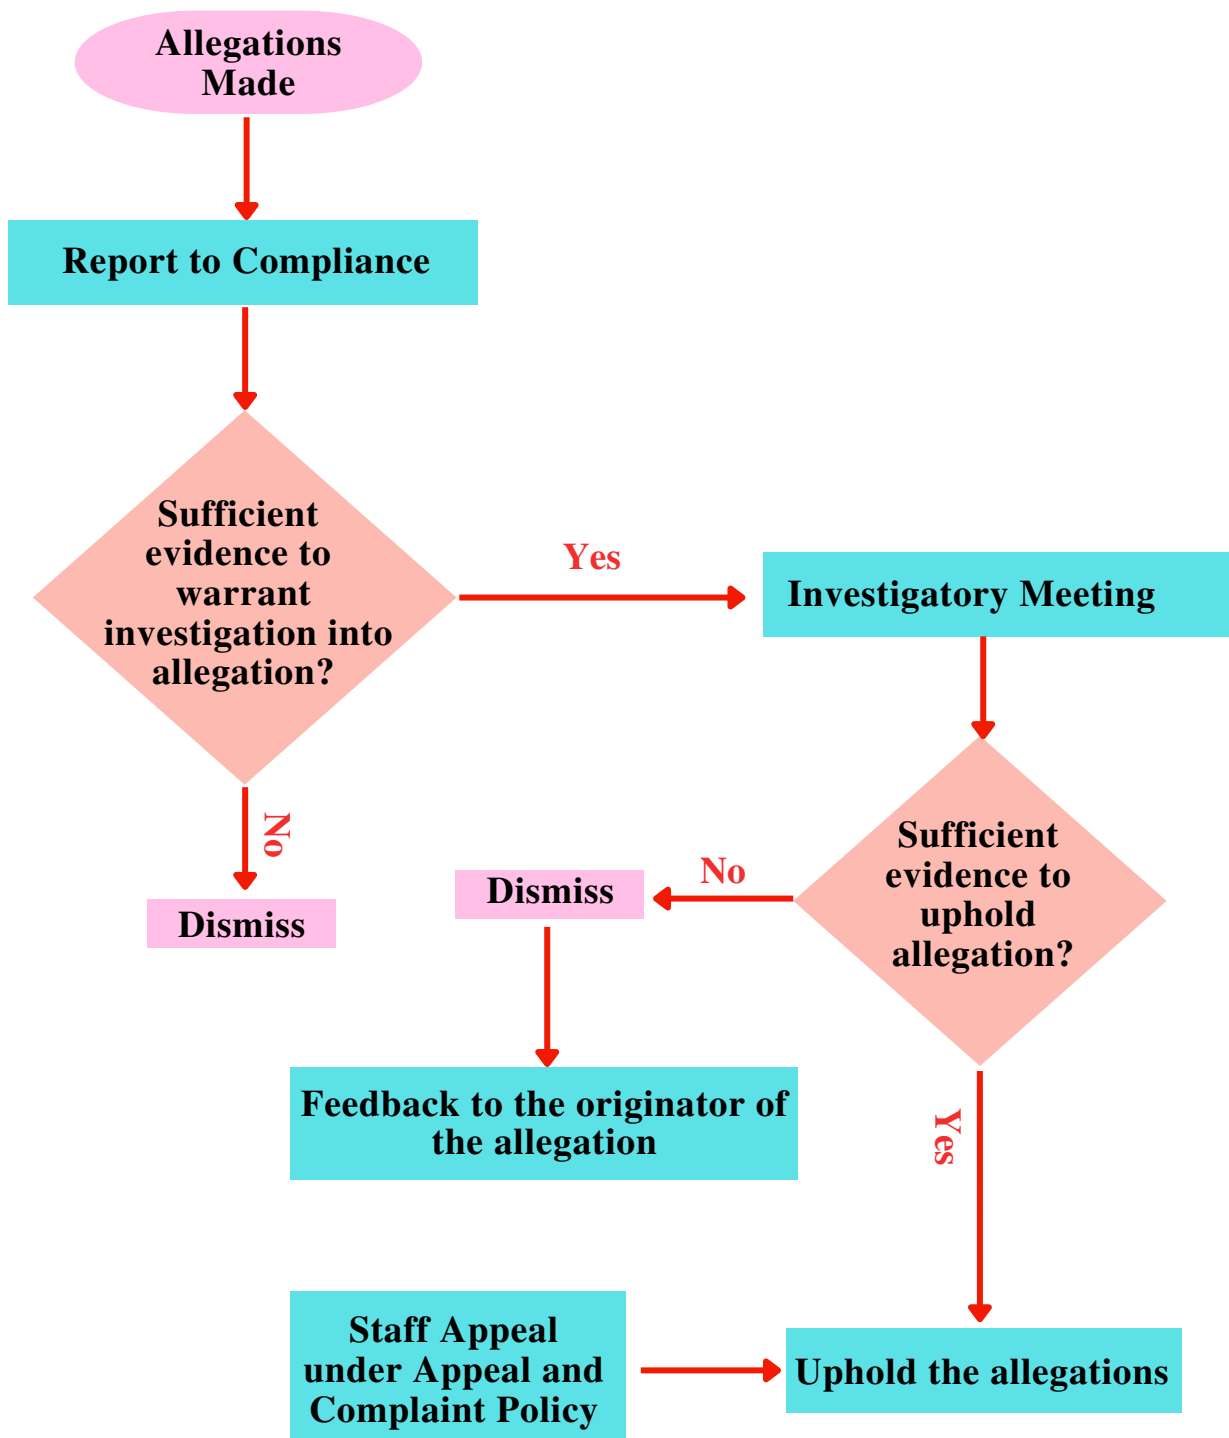 Allegations
Made
Report to Compliance
Sufficient
evidence to
warrant
investigation into
allegation?
Yes
Investigatory Meeting
No
Dismiss
Sufficient
evidence to
uphold
allegation?
No
Dismiss
Feedback to the originator of
the allegation
Yes
Staff Appeal
under Appeal and
Complaint Policy
Uphold the allegations